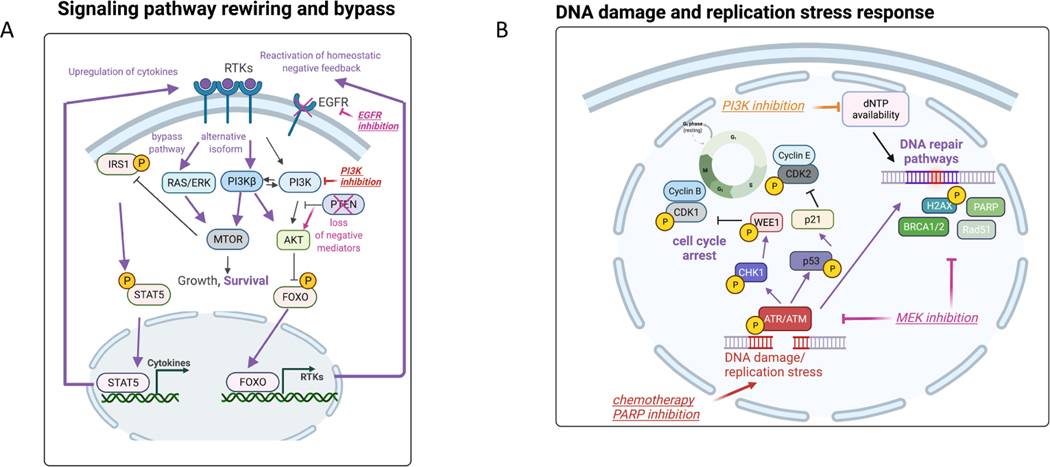 Signaling pathway rewiring and bypass
A
Upregulation of cytokines
RTKs
Reactivation of homeostatic
negative feedback
EGFR
EGFR
inhibition
bypass
pathway
alternative
isoform
IRS1
P
RAS/ERK
PI3Kβ
PI3K
PI3K
inhibition
PTEN
loss
of negative
mediators
MTOR
AKT
Growth, Survival
P
STAT5
P
FOXO
STAT5
Cytokines
FOXO
RTKs
DNA damage and replication stress response
B
PI3K inhibition
dNTP
availability
G₀ phase
(resting)
G₁
S
G₂
M
Cyclin E
CDK2
P
Cyclin B
CDK1
P
cell cycle
arrest
WEE1
P
p21
CHK1
P
p53
P
ATR/ATM
P
DNA damage/
replication stress
chemotherapy
PARP inhibition
DNA repair
pathways
P
H2AX
PARP
BRCA1/2
Rad51
MEK inhibition